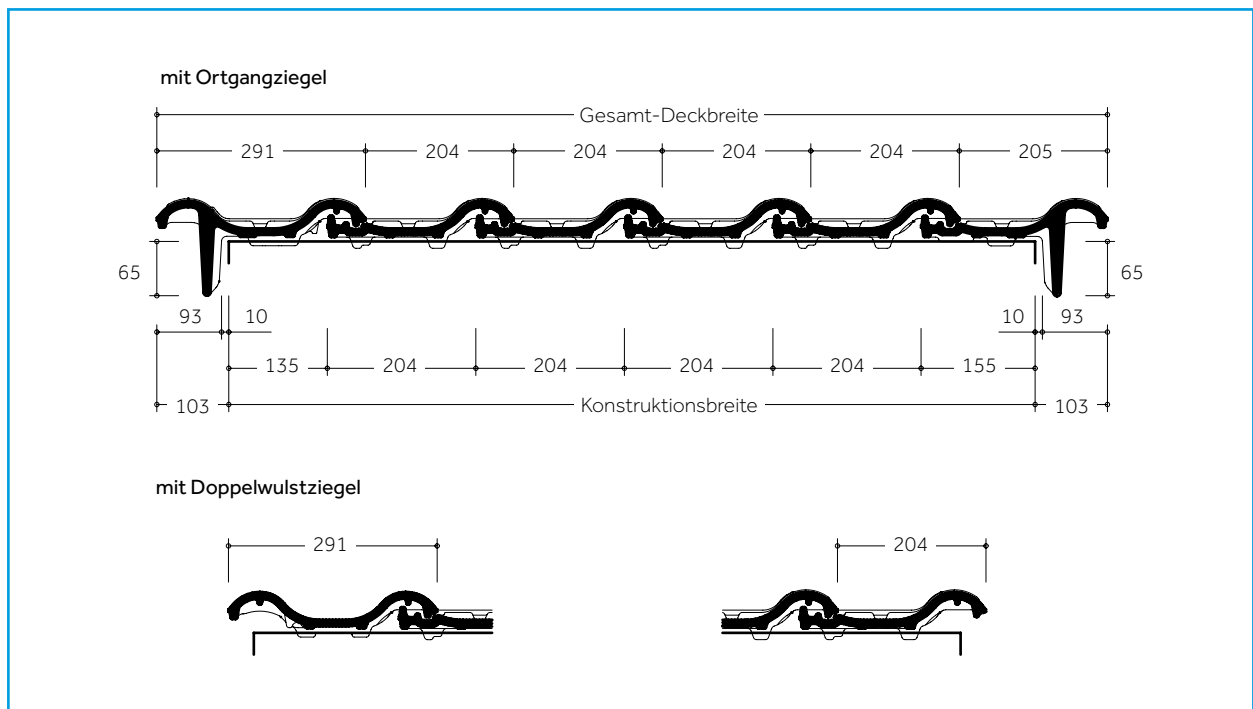 mit Ortgangziegel
Gesamt-Deckbreite
291 204 204 204 204 205
65 65
93 10 10 93
135 204 204 204 204 155
103 Konstruktionsbreite 103
mit Doppelwulstziegel
291 204